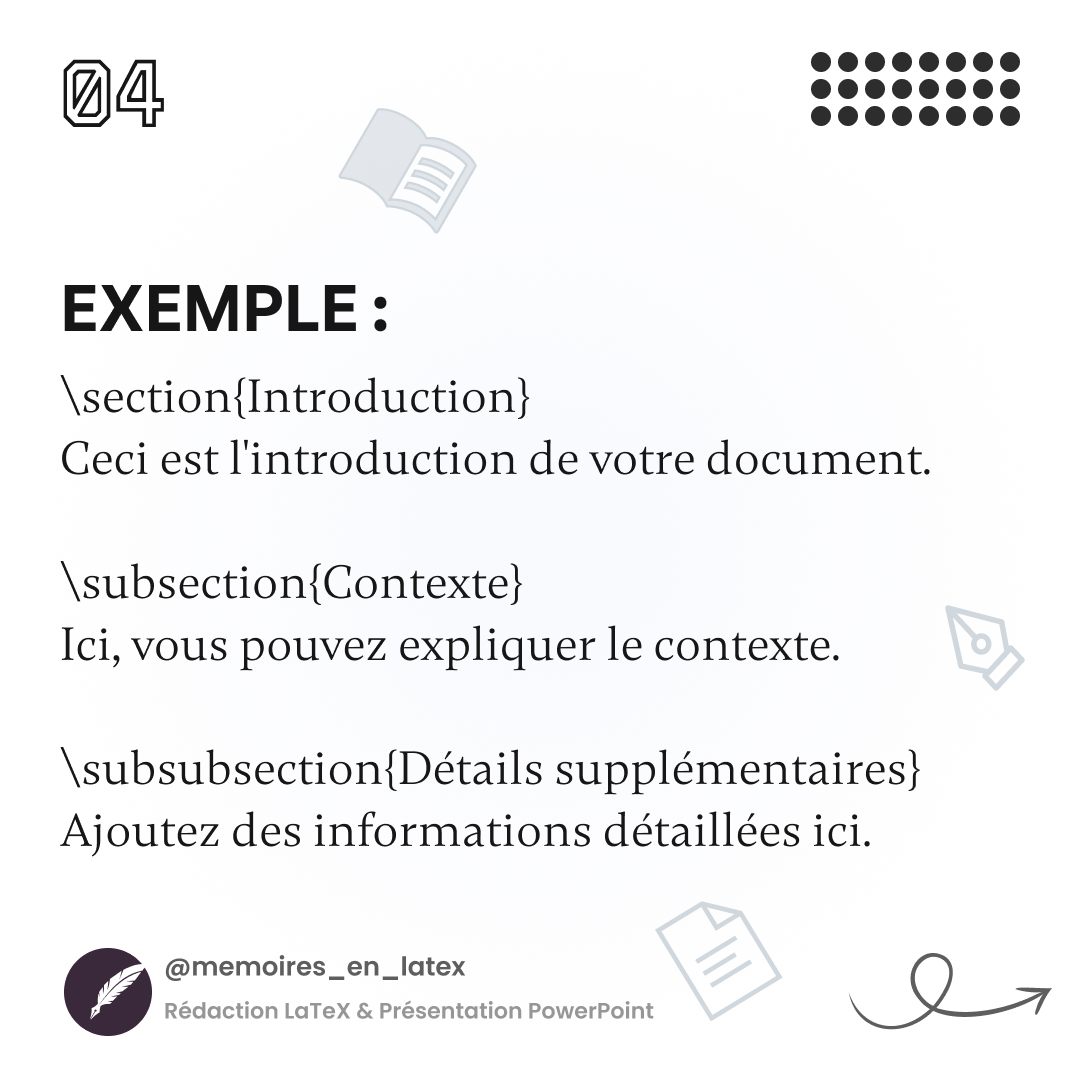 04
EXEMPLE :
\section{Introduction}
Ceci est l'introduction de votre document.
\subsection{Contexte}
Ici, vous pouvez expliquer le contexte.
\subsubsection{Détails supplémentaires}
Ajoutez des informations détaillées ici.
@memoires_en_latex
Rédaction LaTeX & Présentation PowerPoint